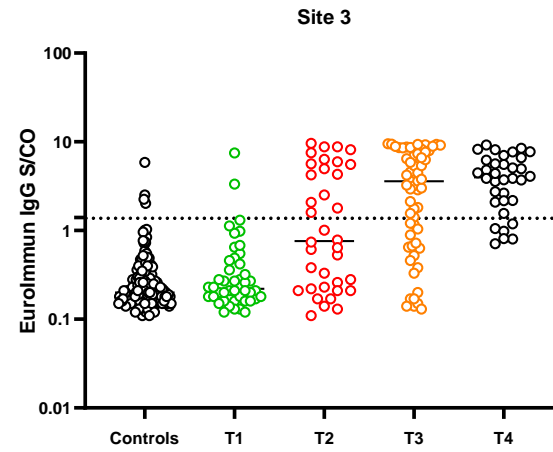 Site 3
EuroImmun IgG S/CO
100
10
1
0.1
0.01
Controls T1 T2 T3 T4